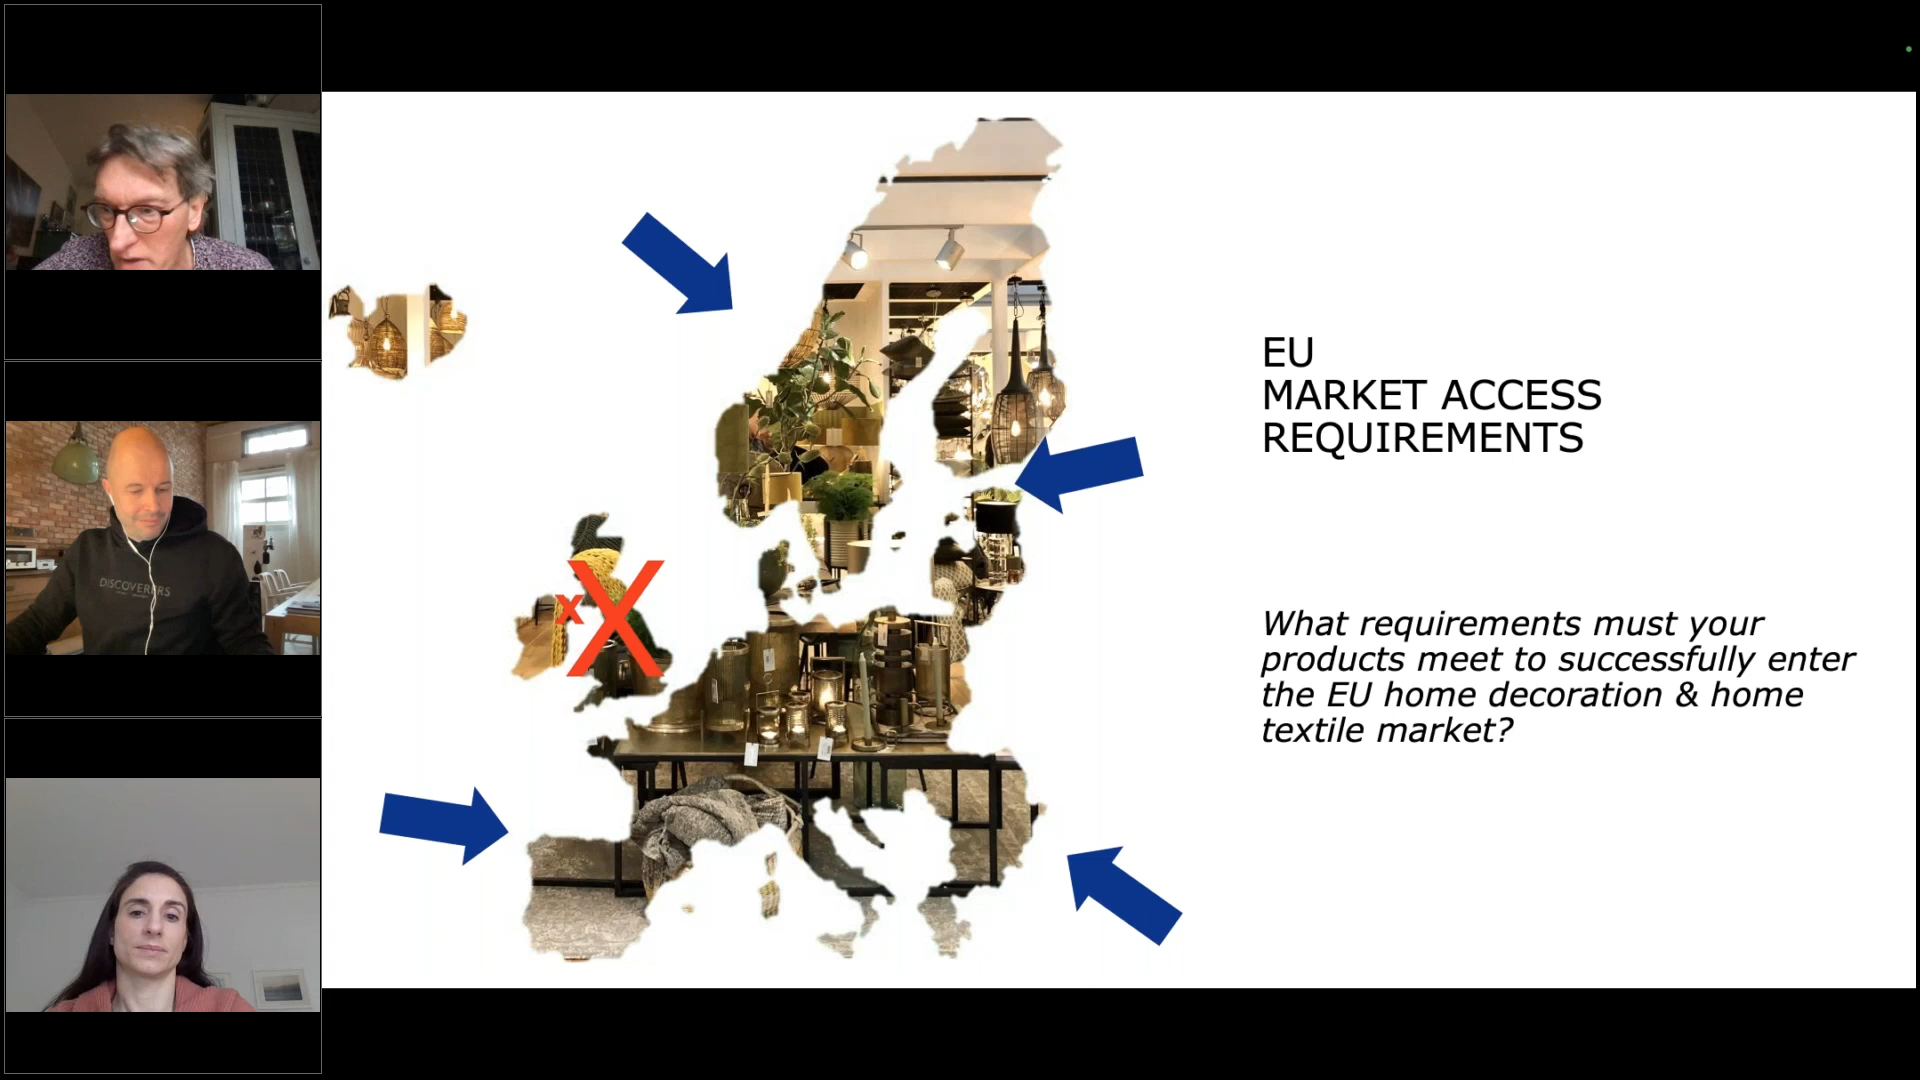 EU
MARKET ACCESS
REQUIREMENTS
What requirements must your
products meet to successfully enter
the EU home decoration & home
textile market?
X
x
DISCOVERERS